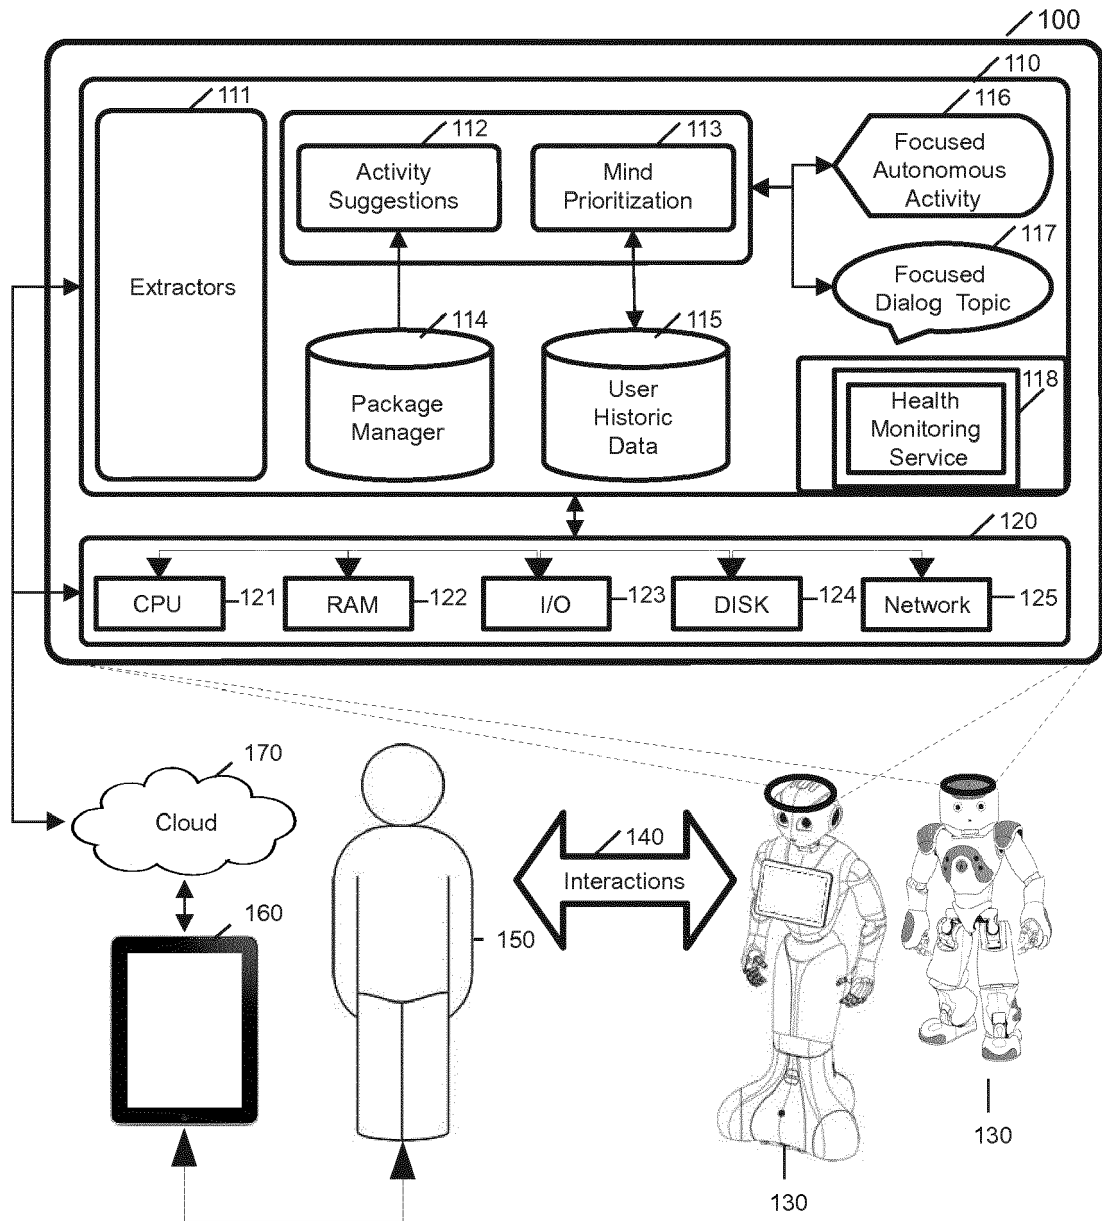 100
110
111
112
113
116
Activity
Suggestions
Mind
Prioritization
Focused
Autonomous
Activity
117
Extractors
Focused
Dialog Topic
114
115
Package
Manager
User
Historic
Data
118
Health
Monitoring
Service
120
CPU
121
RAM
122
I/O
123
DISK
124
Network
125
170
Cloud
140
Interactions
160
150
130
130